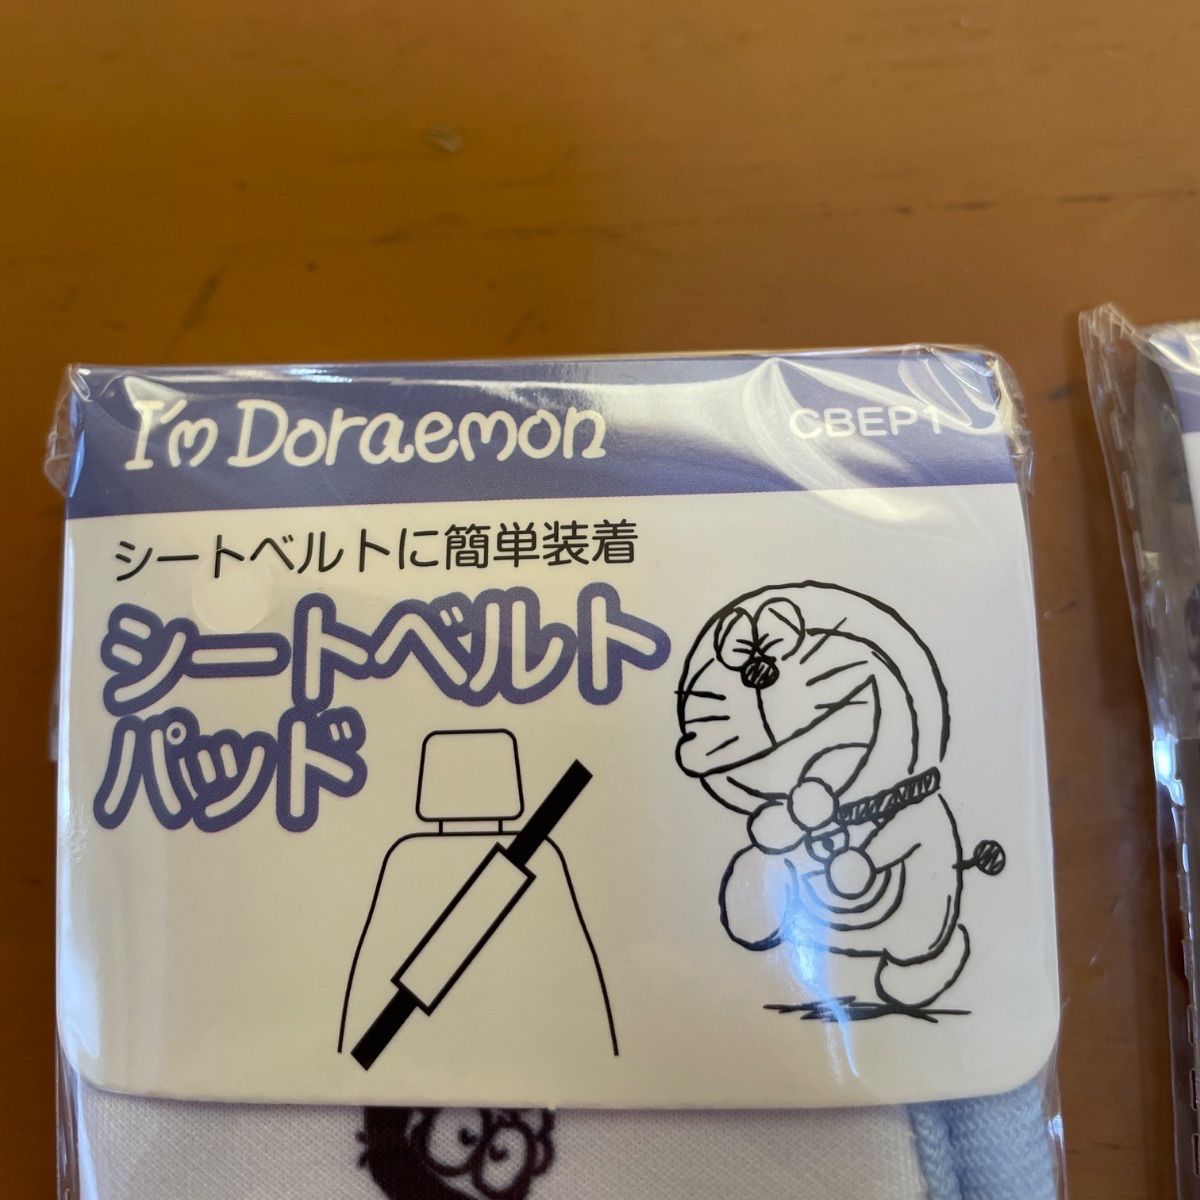 I'm Doraemon
CBEP1
シートベルトに簡単装着
シートベルト
パッド